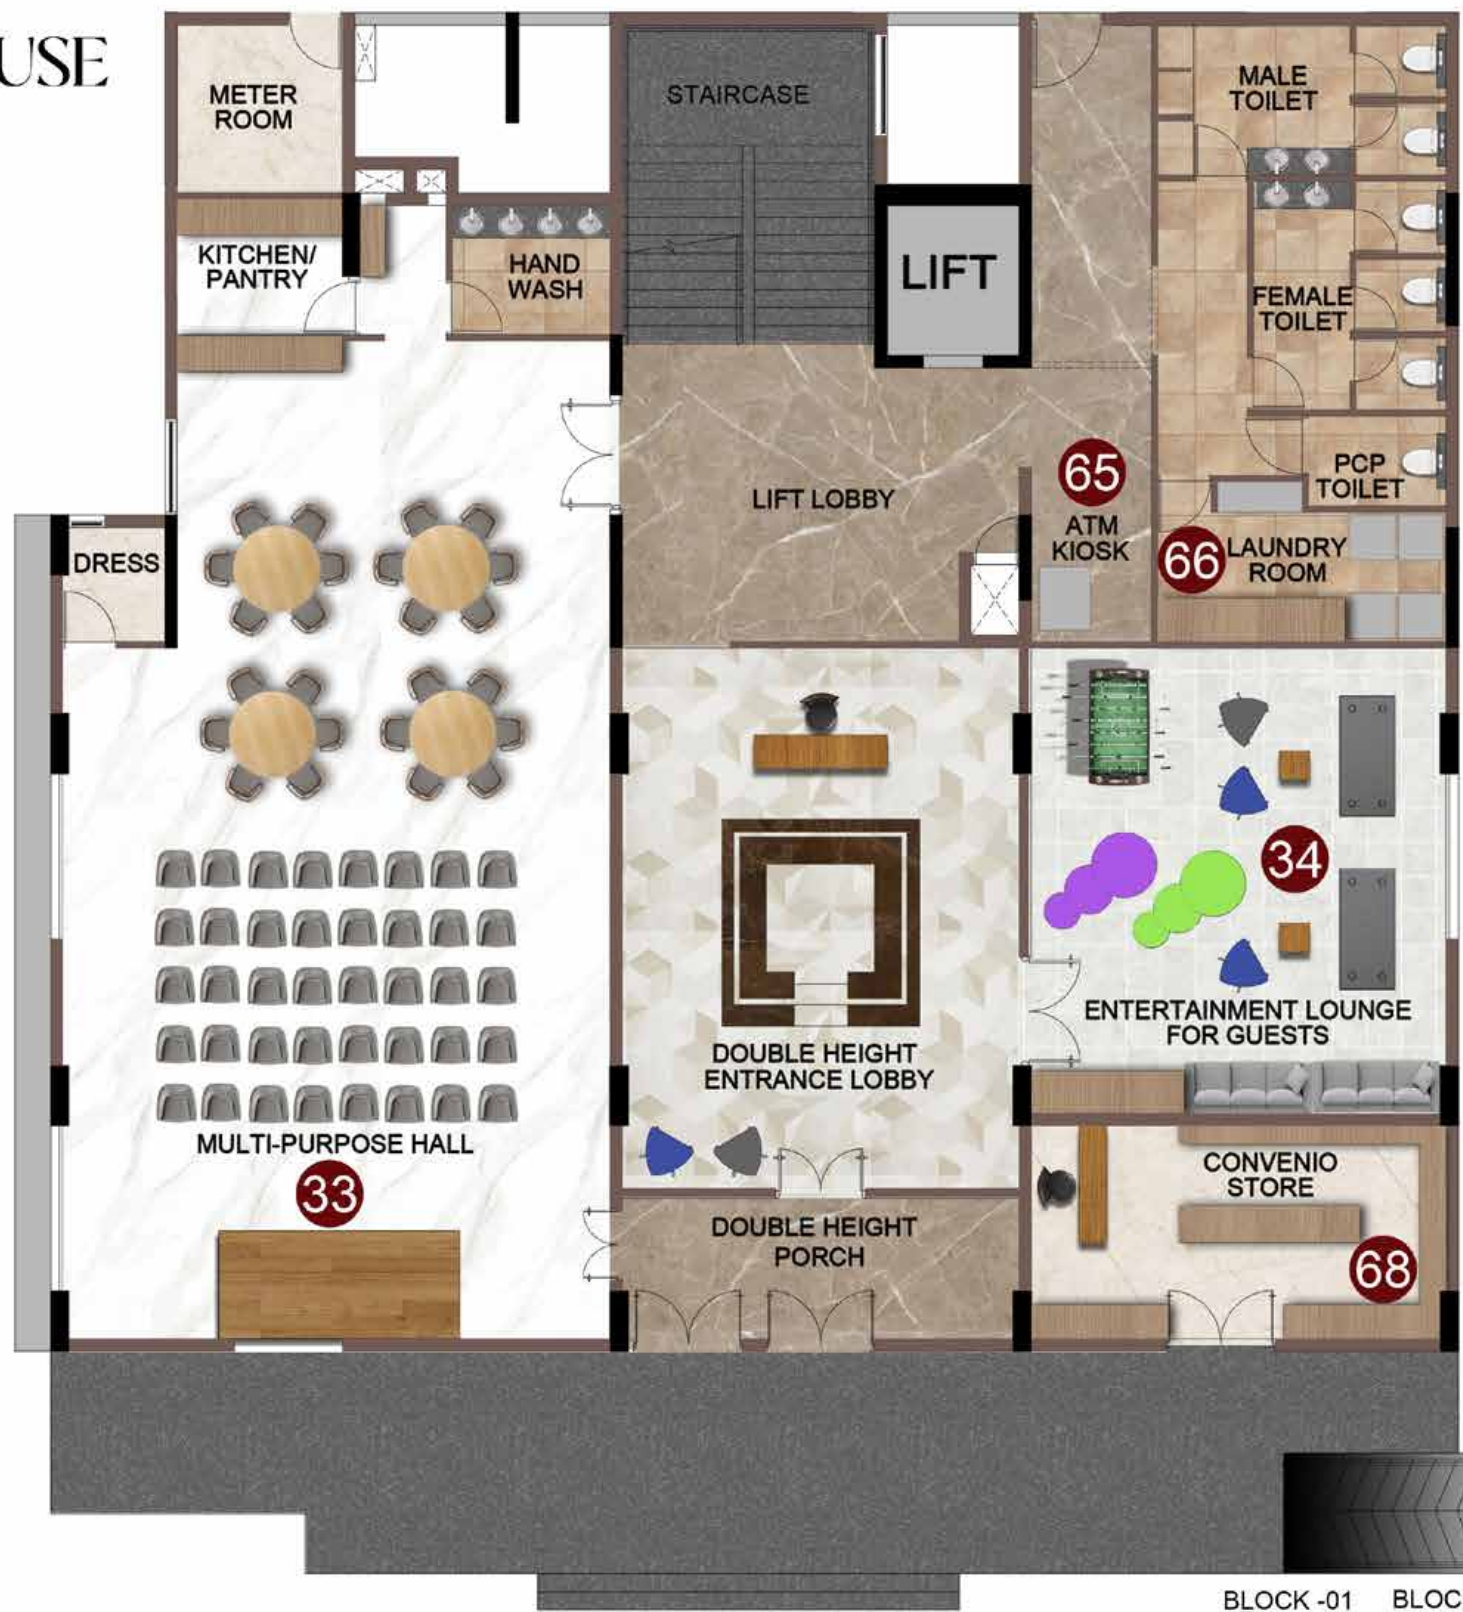 USE
METER
ROOM
STAIRCASE
MALE
TOILET
KITCHEN/
PANTRY
HAND
WASH
LIFT
FEMALE
TOILET
65
ATM
KIOSK
LIFT LOBBY
PCP
TOILET
DRESS
66
LAUNDRY
ROOM
34
ENTERTAINMENT LOUNGE
FOR GUESTS
DOUBLE HEIGHT
ENTRANCE LOBBY
MULTI-PURPOSE HALL
33
CONVENIO
STORE
DOUBLE HEIGHT
PORCH
68
BLOCK -01 BLOC